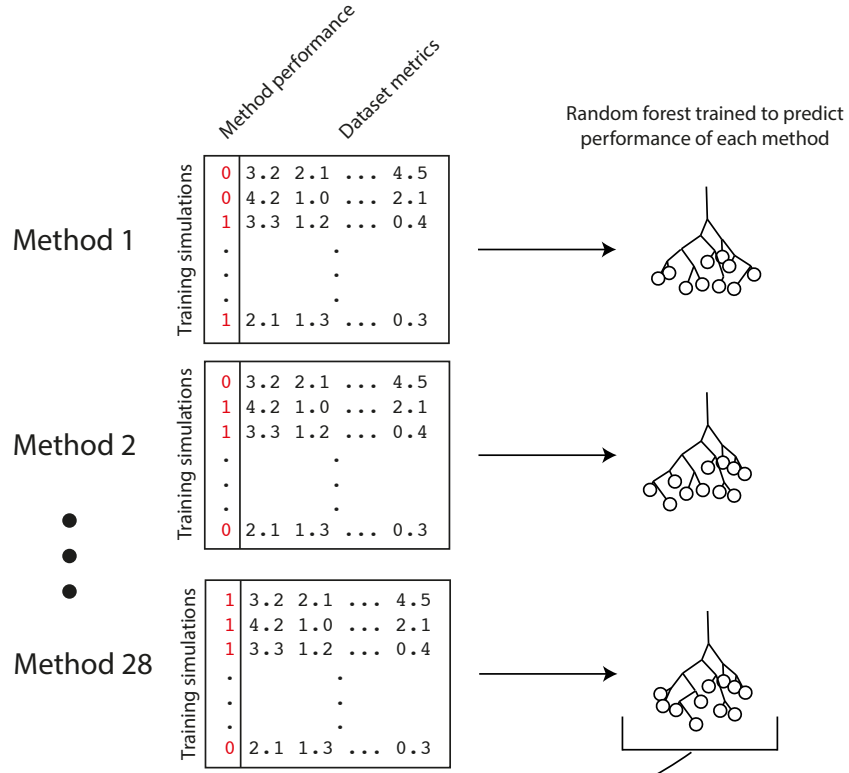 Method performance
Dataset metrics
Random forest trained to predict
performance of each method
Method 1
Training simulations
0 3.2 2.1 ... 4.5
0 4.2 1.0 ... 2.1
1 3.3 1.2 ... 0.4
. .
. .
. .
1 2.1 1.3 ... 0.3
Method 2
Training simulations
0 3.2 2.1 ... 4.5
1 4.2 1.0 ... 2.1
1 3.3 1.2 ... 0.4
. .
. .
. .
0 2.1 1.3 ... 0.3
Method 28
Training simulations
1 3.2 2.1 ... 4.5
1 4.2 1.0 ... 2.1
1 3.3 1.2 ... 0.4
. .
. .
. .
0 2.1 1.3 ... 0.3